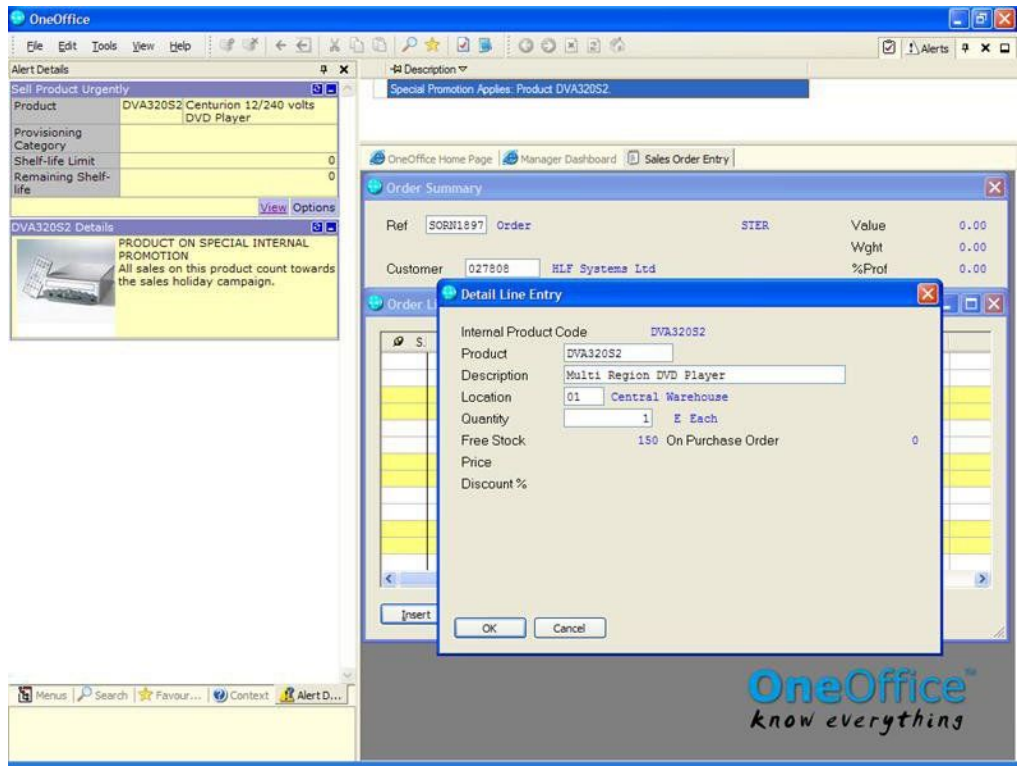 OneOffice
File Edit Tools View Help
Alerts
Alert Details
Description
Sell Product Urgently
Special Promotion Applies: Product DVA320S2.
Product DVA320S2 Centurion 12/240 volts
DVD Player
Provisioning
Category
Shelf-life Limit 0
Remaining Shelf-
life 0
View Options
DVA320S2 Details
PRODUCT ON SPECIAL INTERNAL
PROMOTION
All sales on this product count towards
the sales holiday campaign.
OneOffice Home Page Manager Dashboard Sales Order Entry
Order Summary
Ref SORN1897 Order STER Value 0.00
Wght 0.00
Customer 027808 HLF Systems Ltd %Prof 0.00
Order L
S.
Detail Line Entry
Internal Product Code DVA320S2
Product DVA320S2
Description Multi Region DVD Player
Location 01 Central Warehouse
Quantity 1 E Each
Free Stock 150 On Purchase Order 0
Price
Discount %
Insert
OK Cancel
Menus Search Favour... Context Alert D...
OneOffice™
know everything